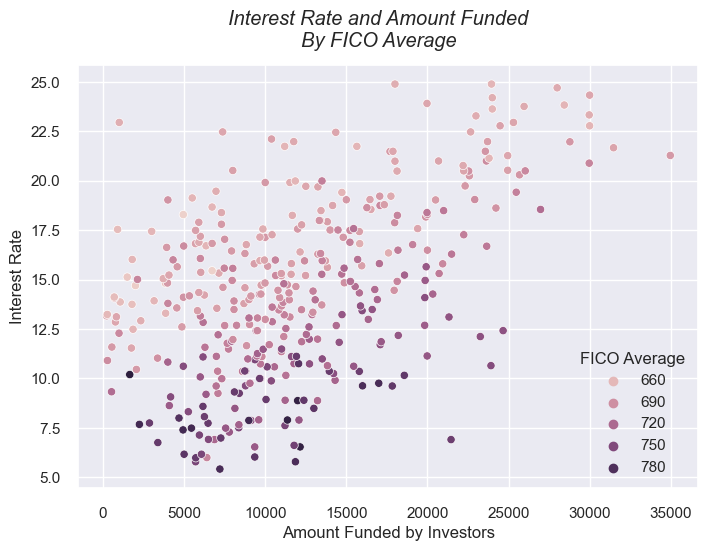 Interest Rate and Amount Funded
By FICO Average
25.0
22.5
20.0
17.5
15.0
12.5
10.0
7.5
5.0
Interest Rate
FICO Average
660
690
720
750
780
0 5000 10000 15000 20000 25000 30000 35000
Amount Funded by Investors